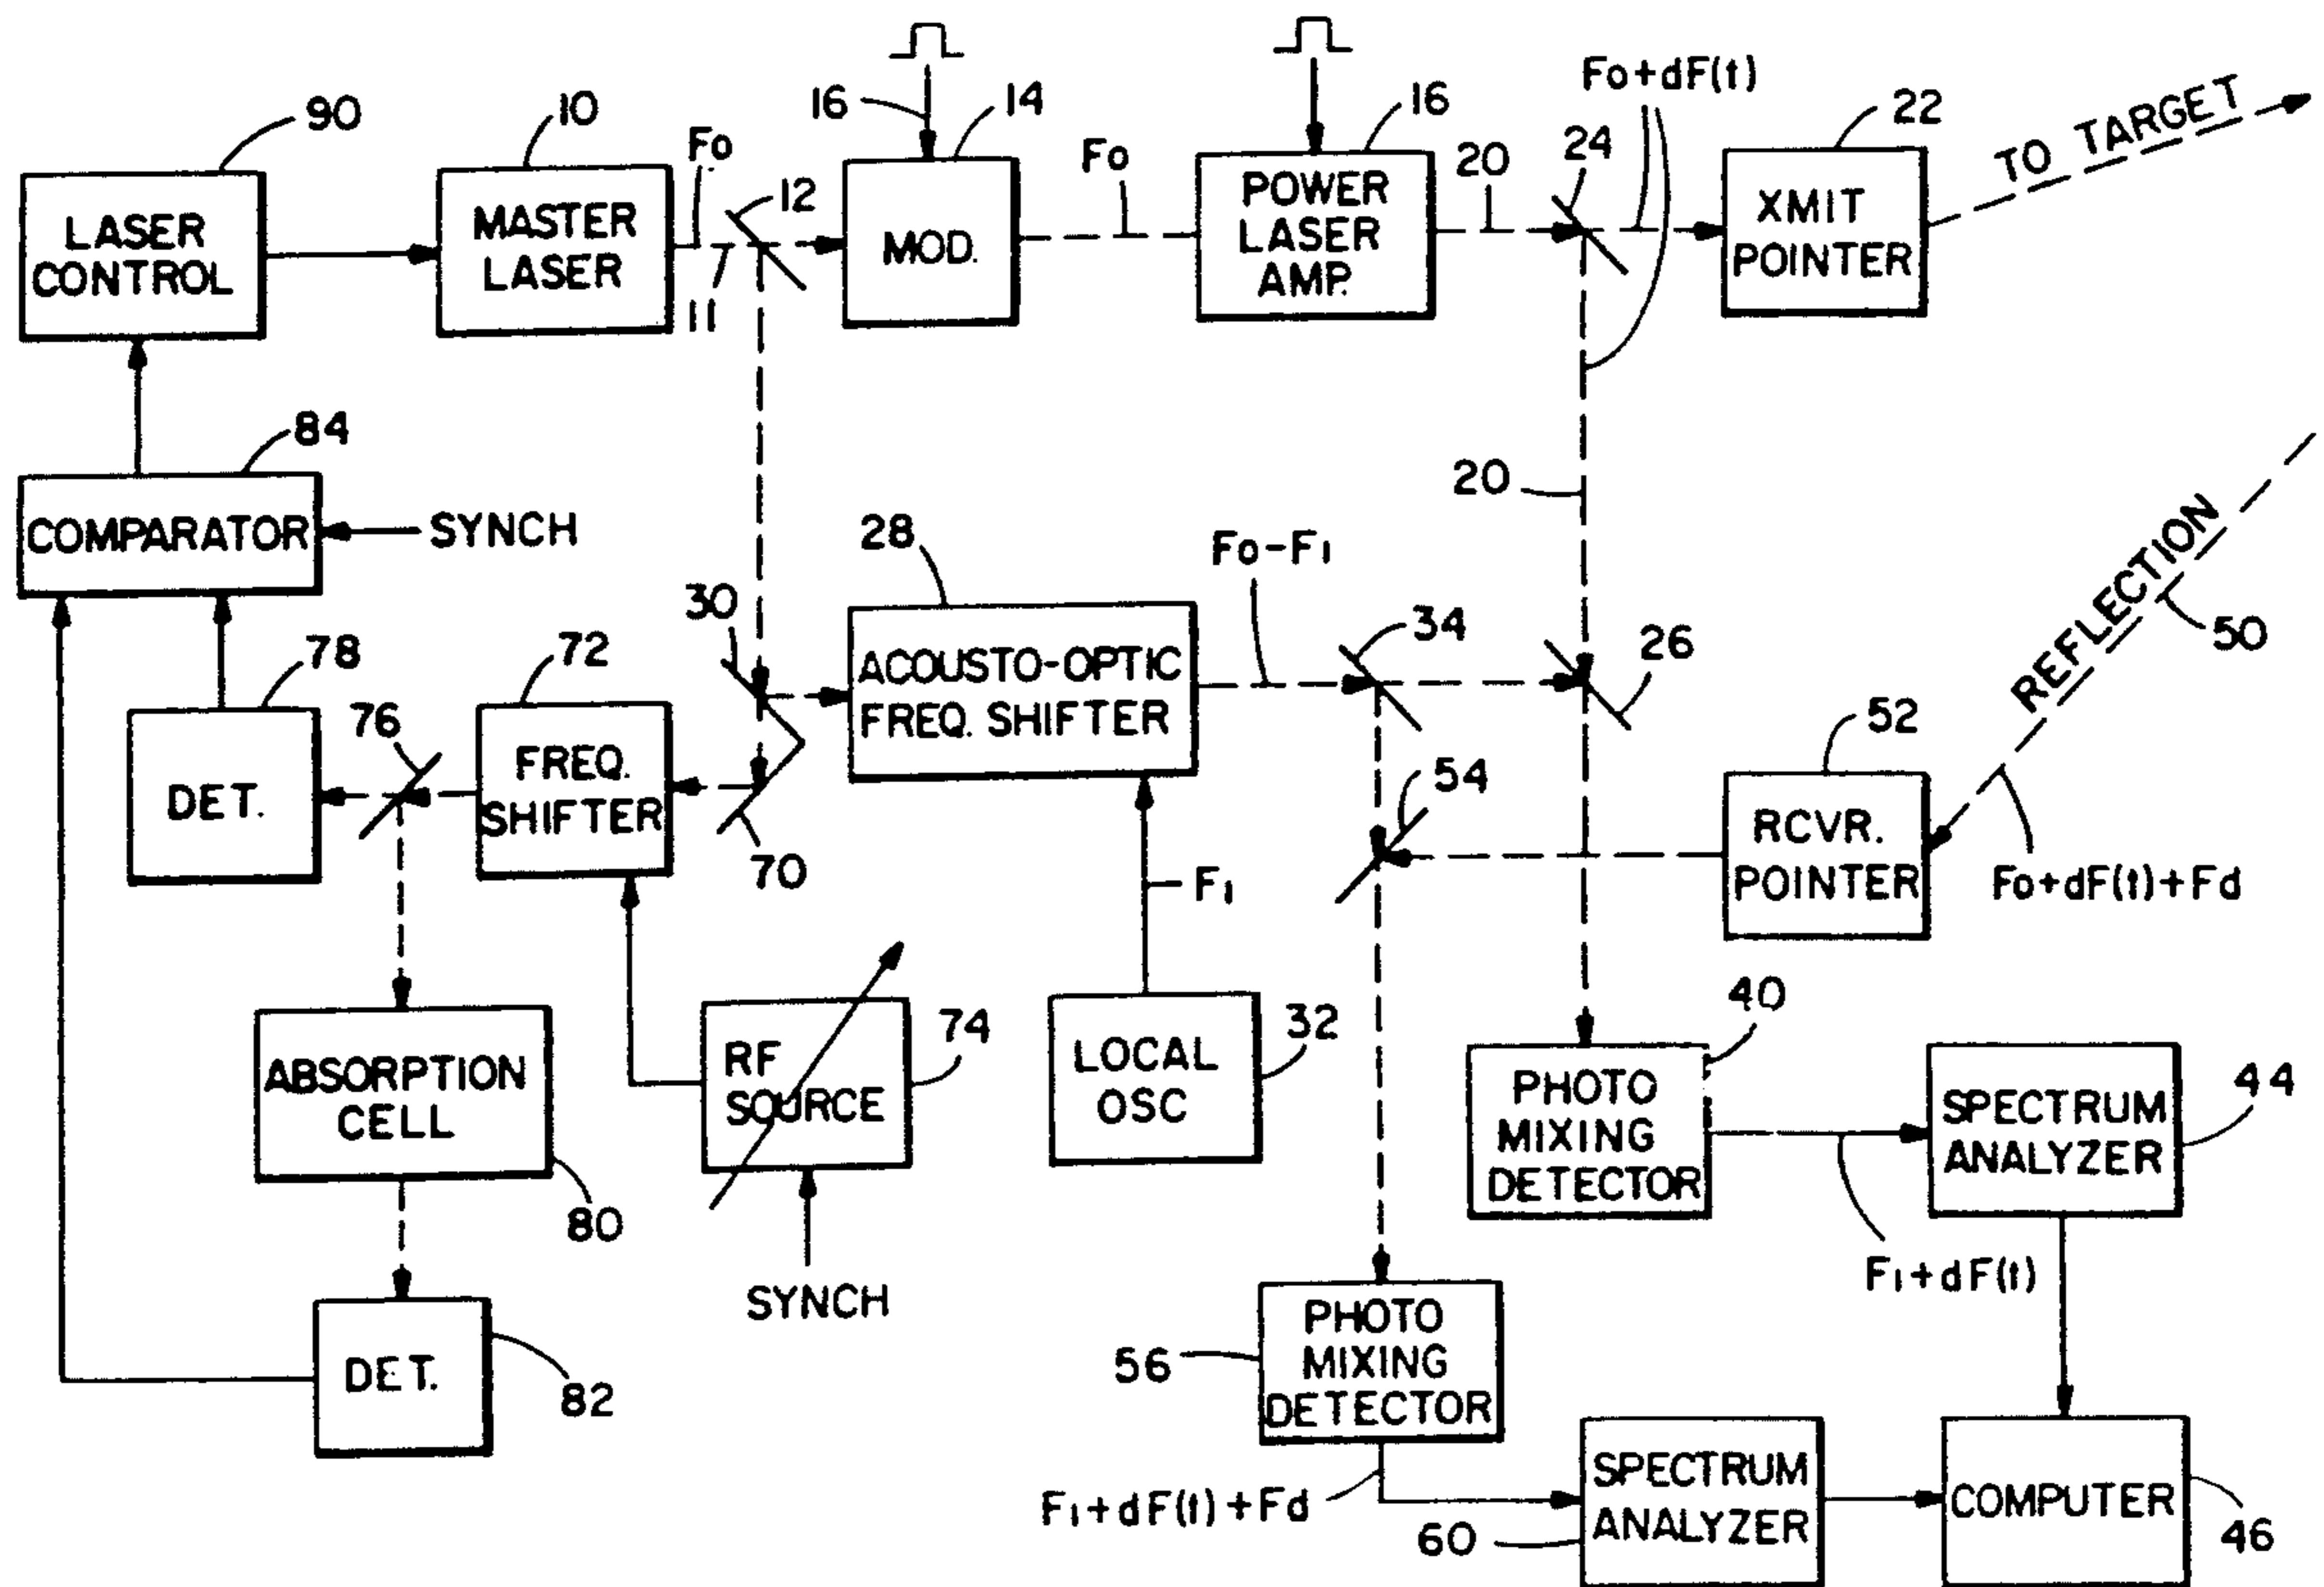 90
10
Fo
12
11
16
14
Fo
16
20
Fo+dF(t)
24
22
TO TARGET
LASER
CONTROL
MASTER
LASER
MOD.
POWER
LASER
AMP.
XMIT
POINTER
84
COMPARATOR
SYNCH
28
Fo-F1
20
REFLECTION
50
30
34
26
78
72
76
ACOUSTO-OPTIC
FREQ. SHIFTER
52
DET.
FREQ.
SHIFTER
70
54
RCVR.
POINTER
F1
Fo+dF(t)+Fd
ABSORPTION
CELL
80
RF
SOURCE
74
LOCAL
OSC
32
40
PHOTO
MIXING
DETECTOR
SPECTRUM
ANALYZER
44
SYNCH
F1+dF(t)
DET.
82
56
PHOTO
MIXING
DETECTOR
F1+dF(t)+Fd
SPECTRUM
ANALYZER
60
COMPUTER
46